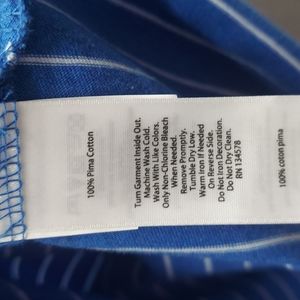 100% Pima Cotton
Turn Garment Inside Out.
Machine Wash Cold.
Wash With Like Colors.
Only Non-Chlorine Bleach
When Needed.
Remove Promptly.
Tumble Dry Low.
Warm Iron If Needed
On Reverse Side.
Do Not Iron Decoration.
Do Not Dry Clean.
RN 134578
100% coton pima